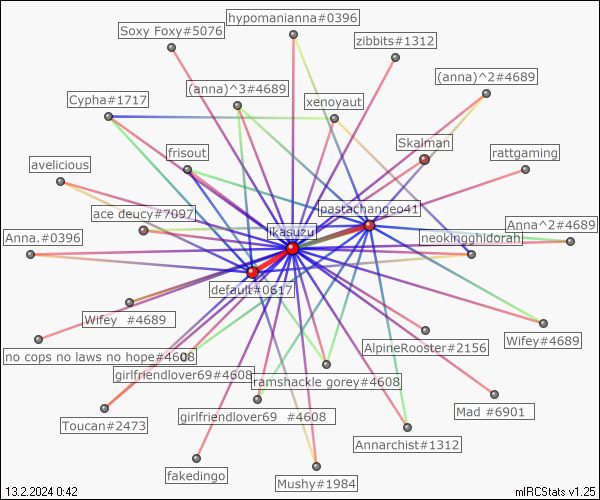 hypomanianna#0396
Soxy Foxy#5076
zibbits#1312
(anna)^2#4689
(anna)^3#4689
Cypha#1717
xenoyaut
Skalman
frisout
rattgaming
avelicious
pastachangeo41
ace deucy#7097
Anna^2#4689
ikasuzu
Anna.#0396
neokingghidorah
default#0617
Wifey  #4689
Wifey#4689
AlpineRooster#2156
no cops no laws no hope#4608
girlfriendlover69#4608
ramshackle gorey#4608
Mad #6901
girlfriendlover69  #4608
Toucan#2473
Annarchist#1312
fakedingo
Mushy#1984
13.2.2024 0:42
mIRCStats v1.25